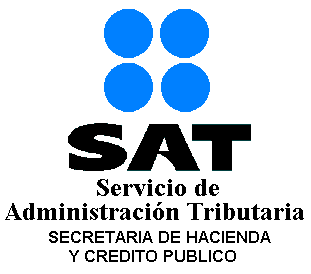 SAT
Servicio de
Administración Tributaria
SECRETARIA DE HACIENDA
Y CREDITO PUBLICO